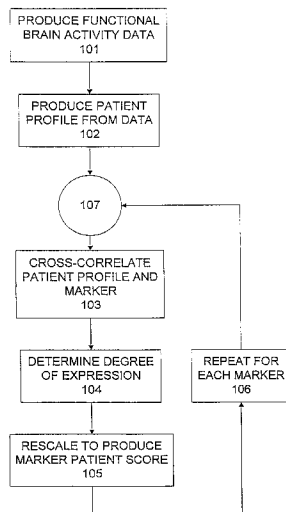 PRODUCE FUNCTIONAL
BRAIN ACTIVITY DATA
101
PRODUCE PATIENT
PROFILE FROM DATA
102
107
CROSS-CORRELATE
PATIENT PROFILE AND
MARKER
103
DETERMINE DEGREE
OF EXPRESSION
104
REPEAT FOR
EACH MARKER
106
RESCALE TO PRODUCE
MARKER PATIENT SCORE
105